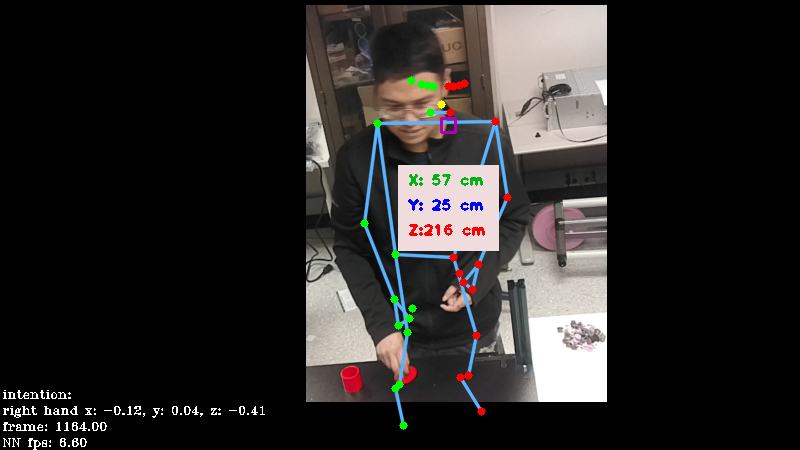 UC
X: 57 cm
Y: 25 cm
Z:216 cm
intention:
right hand x: -0.12, y: 0.04, z: -0.41
frame: 1164.00
NN fps: 6.60